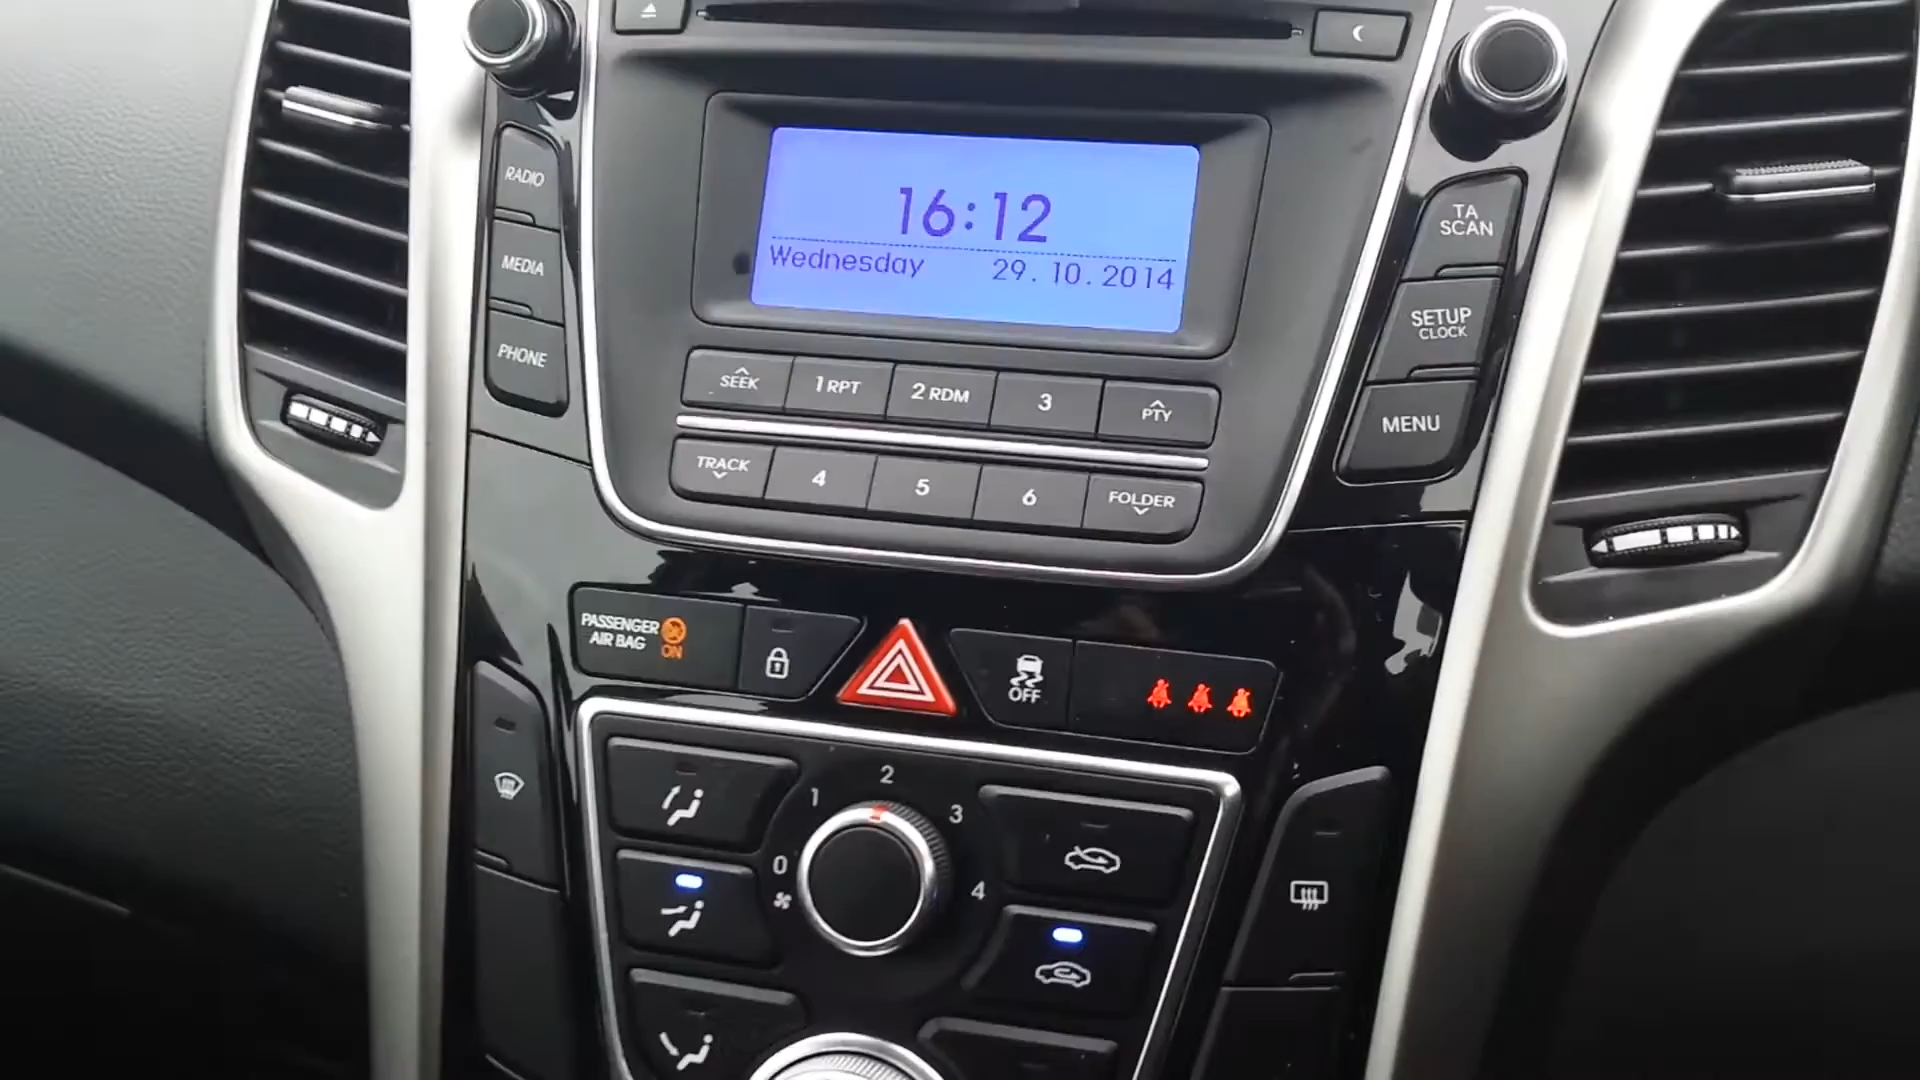 RADIO
MEDIA
PHONE
16:12
Wednesday 29.10.2014
TA
SCAN
SETUP
CLOCK
MENU
SEEK 1 RPT 2 RDM 3 PTY
TRACK 4 5 6 FOLDER
PASSENGER
AIR BAG ON
OFF
0 1 2 3 4